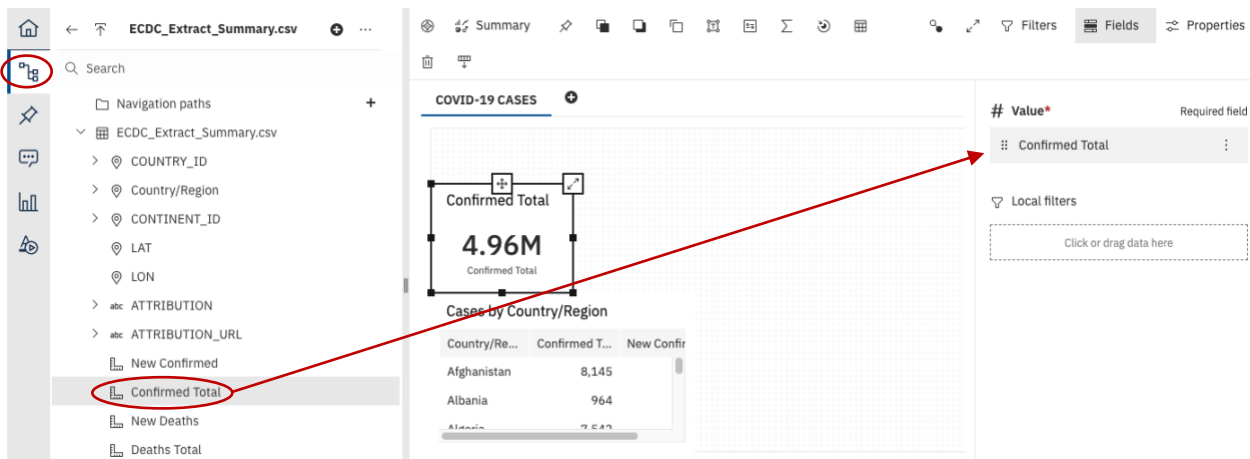 ECDC_Extract_Summary.csv
Search
Navigation paths
ECDC_Extract_Summary.csv
COUNTRY_ID
Country/Region
CONTINENT_ID
LAT
LON
abc ATTRIBUTION
abc ATTRIBUTION_URL
New Confirmed
Confirmed Total
New Deaths
Deaths Total
Summary
Filters
Fields
Properties
COVID-19 CASES
Confirmed Total
4.96M
Confirmed Total
Cases by Country/Region
Country/Re... Confirmed T... New Confir
Afghanistan 8,145
Albania 964
Algeria 7,542
# Value* Required field
Confirmed Total
Local filters
Click or drag data here